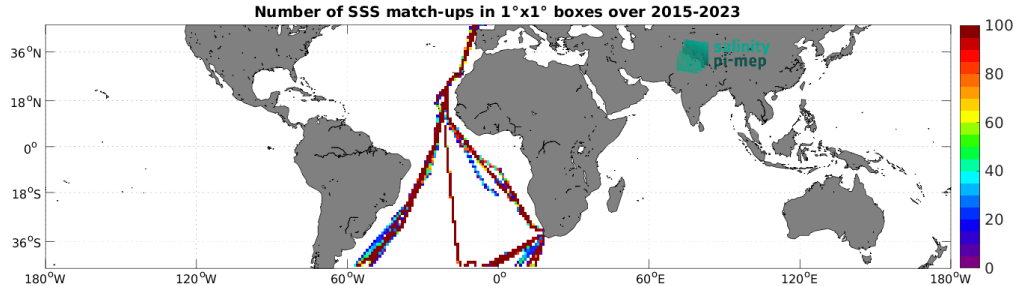 Number of SSS match-ups in 1°x1° boxes over 2015-2023
salinity
pi-mep
36°N
18°N
0°
18°S
36°S
180°W
120°W
60°W
0°
60°E
120°E
180°W
100
80
60
40
20
0